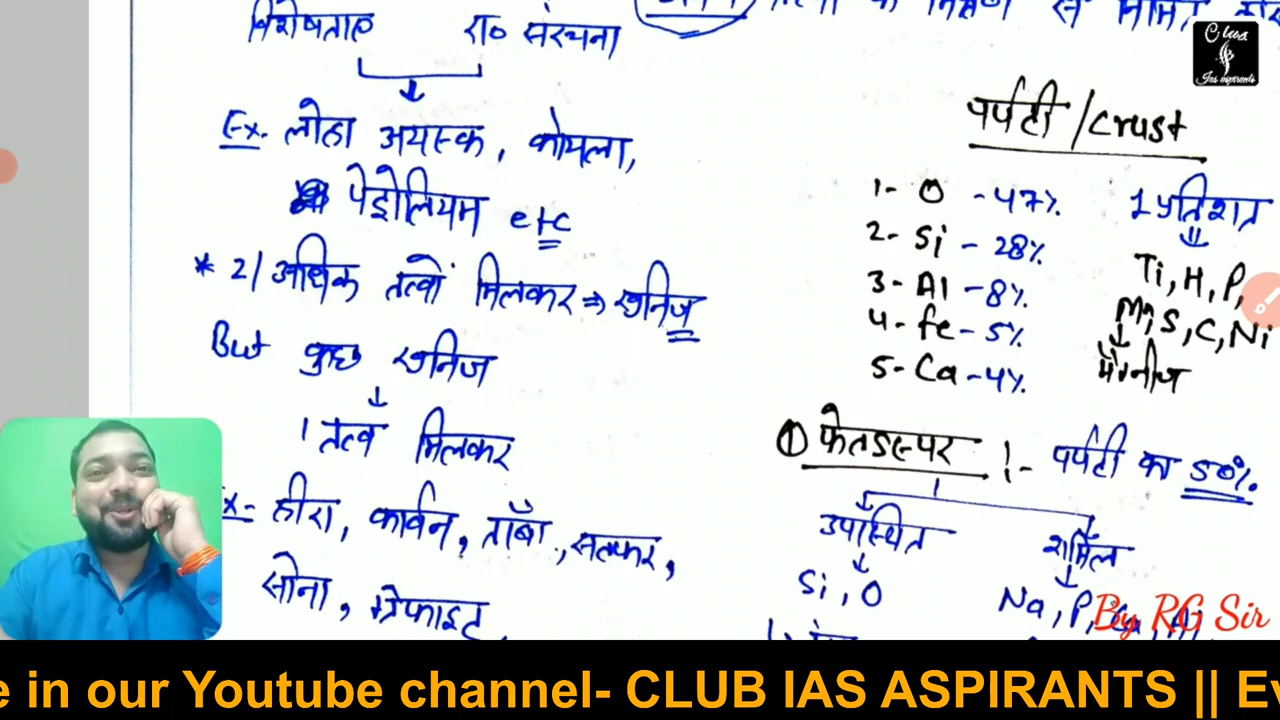 विशेषताए रा० संरचना
Ex- लोहा अयस्क, कोयला,
पेट्रोलियम etc
* 2/ अधिक तत्वों मिलकर ⇒ खनिज
But कुछ खनिज
↓
1 तत्व मिलकर
Ex- हीरा, कार्बन, ताँबा, सल्फर,
सोना, ग्रेफाइट,
से निर्मित
Club
Ias aspirants
पर्पटी / Crust
1- O - 47%
2- Si - 28%
3- Al - 8%
4- fe - 5%
5- Ca - 4%
1 प्रतिशत
⇓
Ti, H, P,
Mn, S, C, Ni
↓
मैंगनीज
① फेल्डस्पर :- पर्पटी का 50%
उपस्थित
↓
Si, O
शामिल
↓
Na, P,
By RG Sir
e in our Youtube channel- CLUB IAS ASPIRANTS || Ev